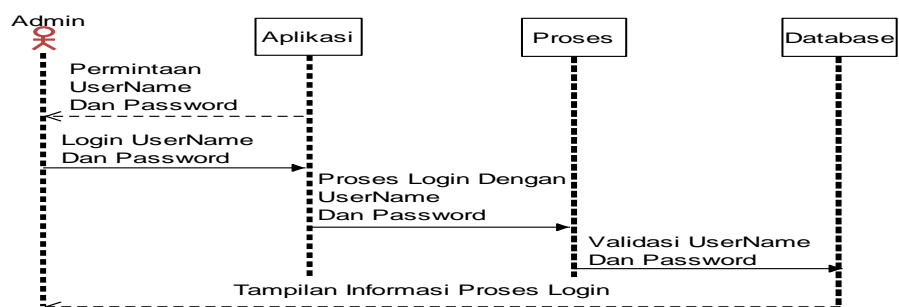 Admin
Aplikasi
Proses
Database
Permintaan
UserName
Dan Password
Login UserName
Dan Password
Proses Login Dengan
UserName
Dan Password
Validasi UserName
Dan Password
Tampilan Informasi Proses Login